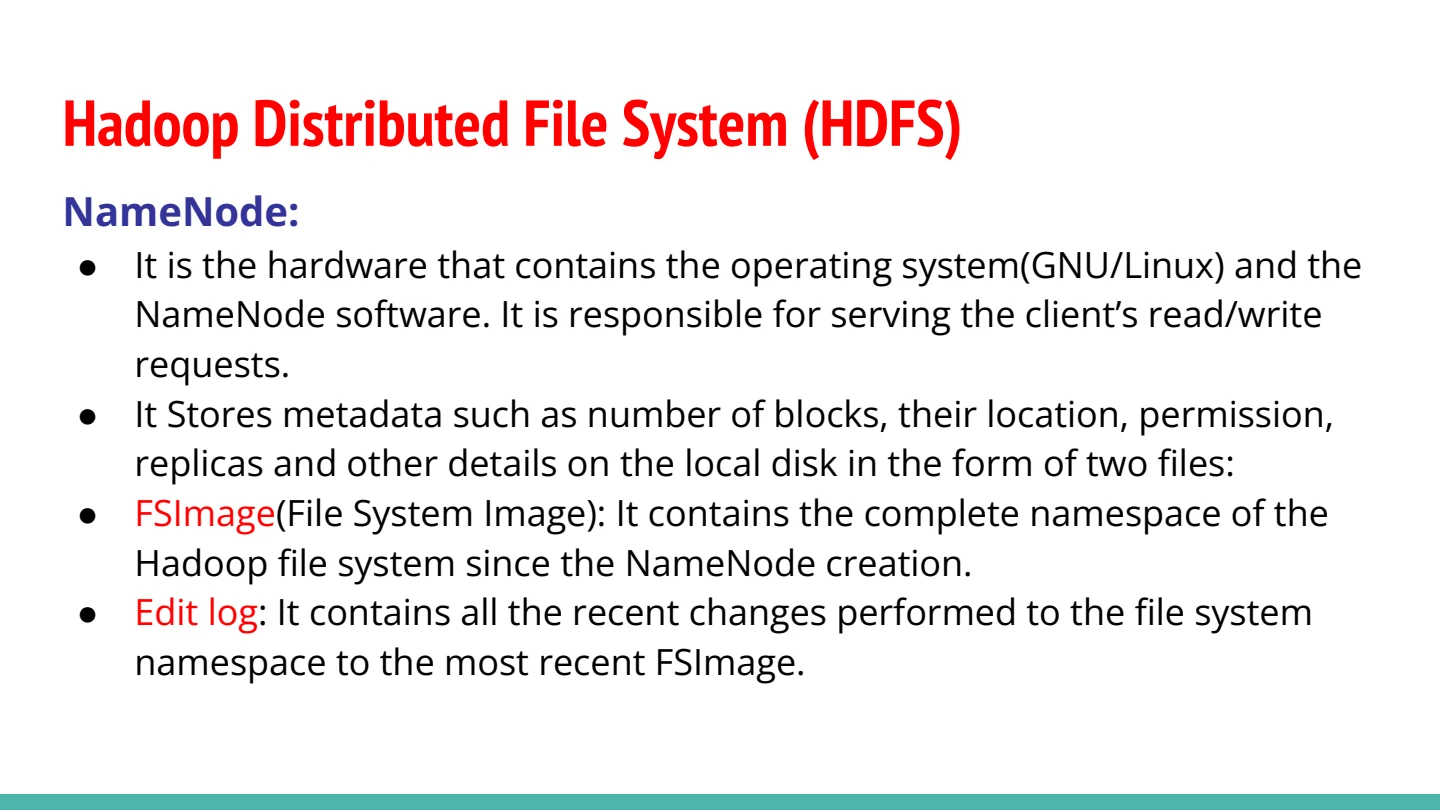 Hadoop Distributed File System (HDFS)
NameNode:
● It is the hardware that contains the operating system(GNU/Linux) and the
NameNode software. It is responsible for serving the client’s read/write
requests.
● It Stores metadata such as number of blocks, their location, permission,
replicas and other details on the local disk in the form of two files:
● FSImage(File System Image): It contains the complete namespace of the
Hadoop file system since the NameNode creation.
● Edit log: It contains all the recent changes performed to the file system
namespace to the most recent FSImage.